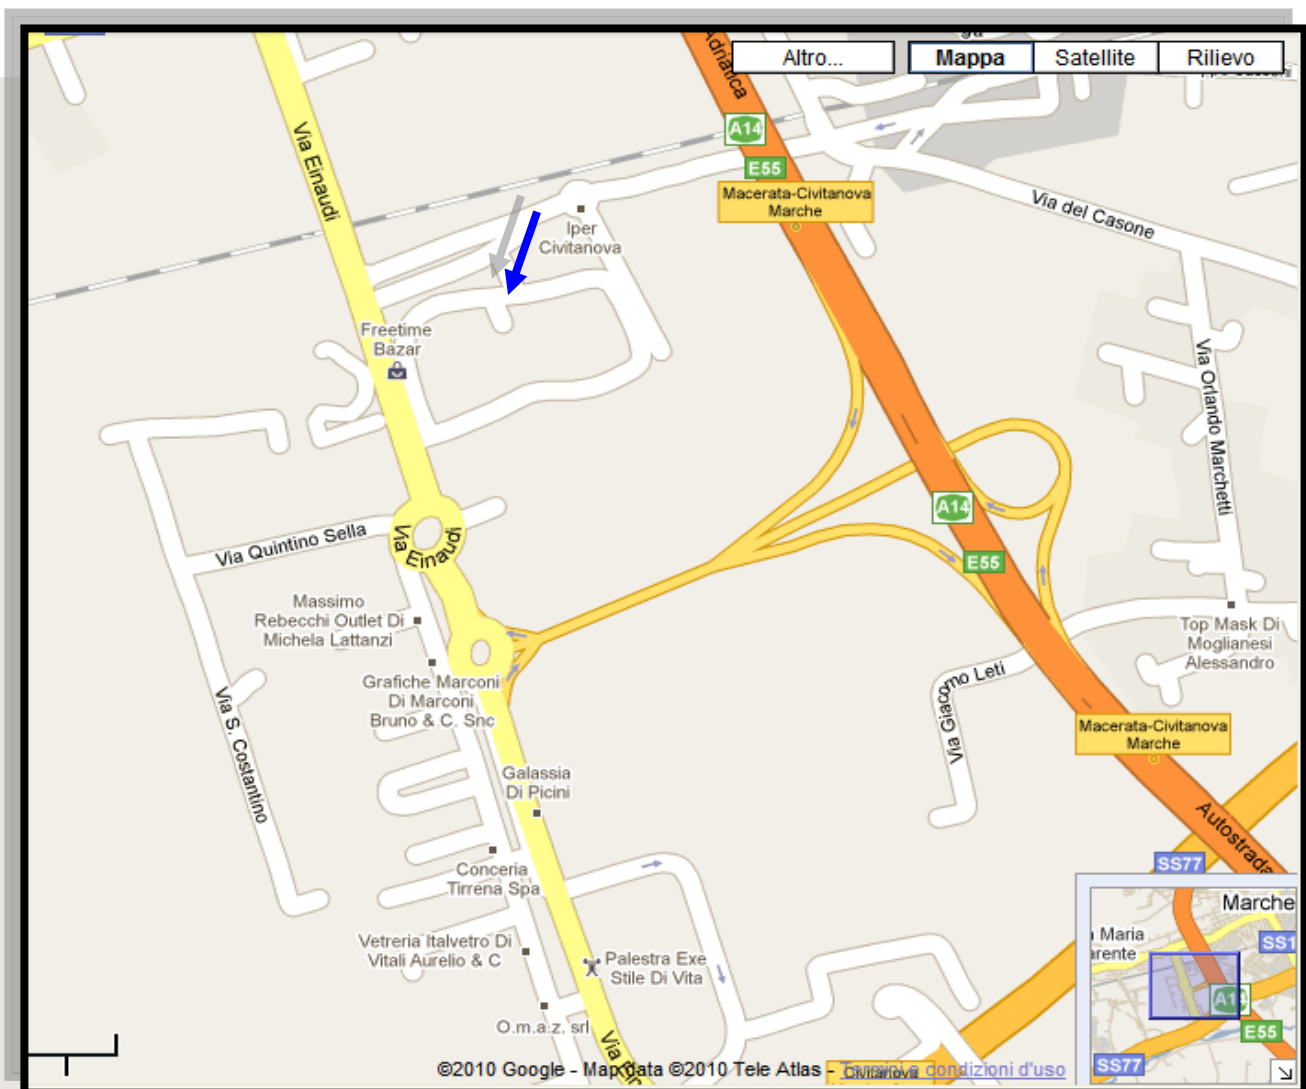 Altro...
Mappa
Satellite
Rilievo
Adriatica
A14
E55
Macerata-Civitanova
Marche
Via Einaudi
Via del Casone
Iper
Civitanova
Freetime
Bazar
Via Orlando Marchetti
A14
E55
Via Quintino Sella
Via Einaudi
Massimo
Rebecchi Outlet Di
Michela Lattanzi
Top Mask Di
Moglianesi
Alessandro
Grafiche Marconi
Di Marconi
Bruno & C. Snc
Via Giacomo Leti
Via S. Costantino
Macerata-Civitanova
Marche
Galassia
Di Picini
Autostrada
SS77
Conceria
Tirrena Spa
Marche
Maria
SS1
Vetreria Italvetro Di
Vitali Aurelio & C
Palestra Exe
Stile Di Vita
A14
E55
SS77
O.m.a.z. srl
Via Ein
Civitanova
©2010 Google - Map data ©2010 Tele Atlas - Termini e condizioni d'uso